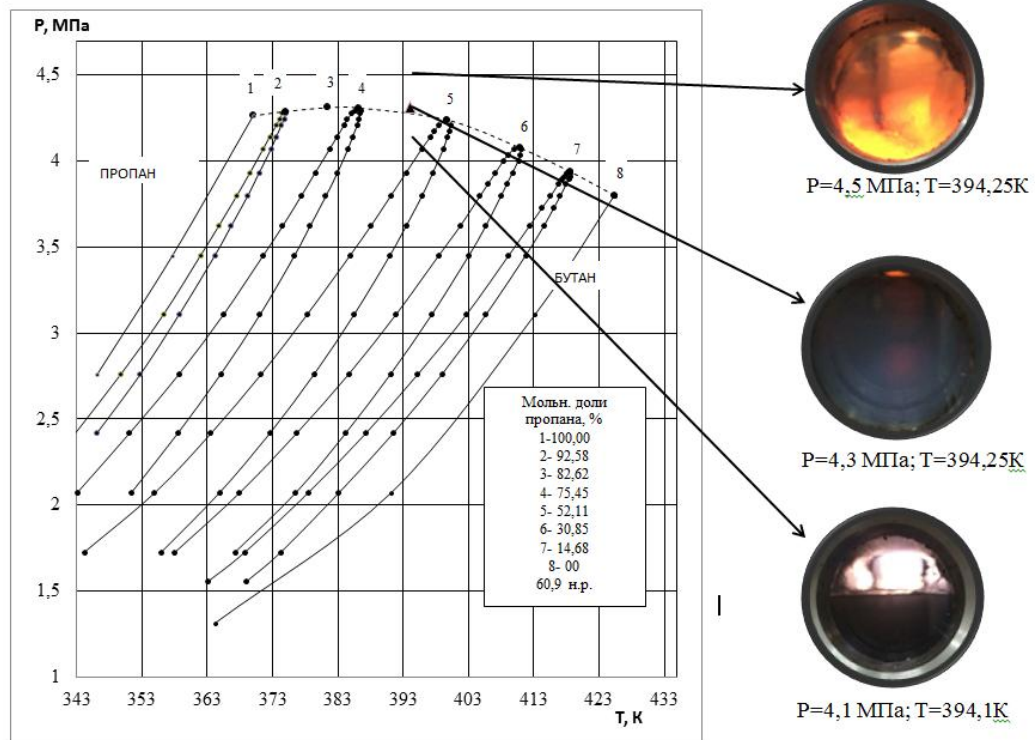 P, МПа
4,5
4
3,5
3
2,5
2
1,5
1
343 353 363 373 383 393 403 413 423 433
T, К
1
2
3
4
5
6
7
8
ПРОПАН
БУТАН
Мольн. доли
пропана, %
1-100,00
2- 92,58
3- 82,62
4- 75,45
5- 52,11
6- 30,85
7- 14,68
8- 00
60,9 н.р.
P=4,5 МПа; T=394,25К
P=4,3 МПа; T=394,25К
P=4,1 МПа; T=394,1К